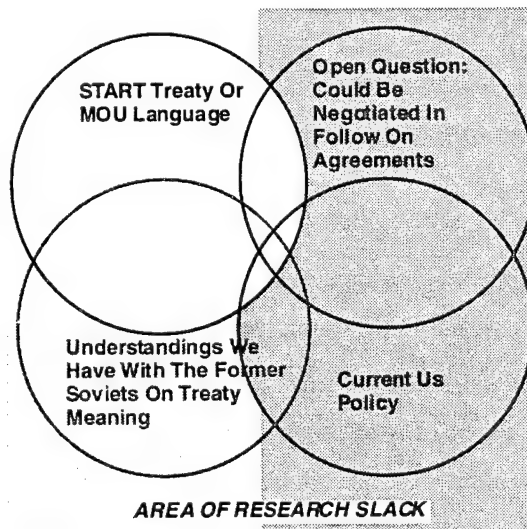 START Treaty Or
MOU Language
Open Question:
Could Be
Negotiated In
Follow On
Agreements
Understandings We
Have With The Former
Soviets On Treaty
Meaning
Current Us
Policy
AREA OF RESEARCH SLACK